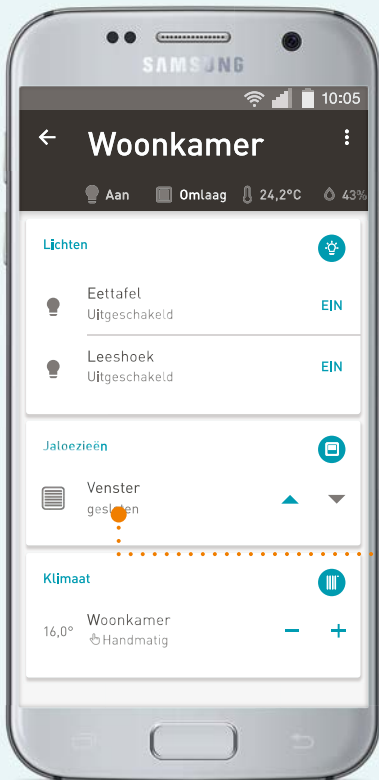 SAMSUNG
10:05
Woonkamer
Aan Omlaag 24,2°C 43%
Lichten
Eettafel
Uitgeschakeld
EIN
Leeshoek
Uitgeschakeld
EIN
Jaloezieën
Venster
gesloten
Klimaat
16,0° Woonkamer
Handmatig